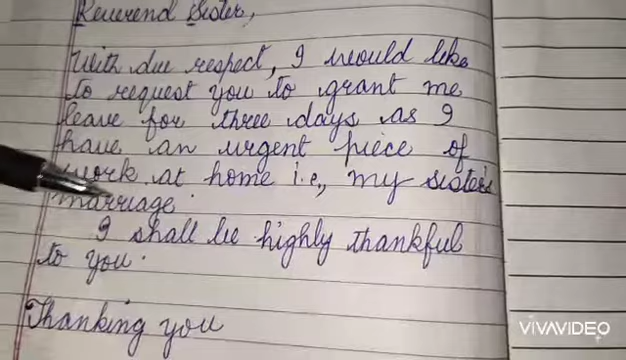 Reverend Sister,
With due respect, I would like
to request you to grant me
leave for three days as I
have an urgent piece of
work at home i.e., my sister's
marriage
I shall be highly thankful
to you.
Thanking you
VIVAVIDEO